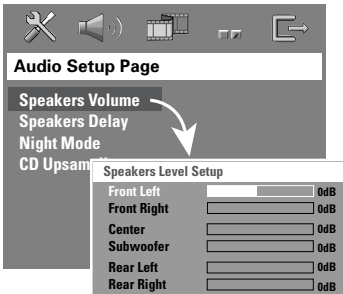 Audio Setup Page
Speakers Volume
Speakers Delay
Night Mode
CD Upsam
Speakers Level Setup
Front Left 0dB
Front Right 0dB
Center 0dB
Subwoofer 0dB
Rear Left 0dB
Rear Right 0dB